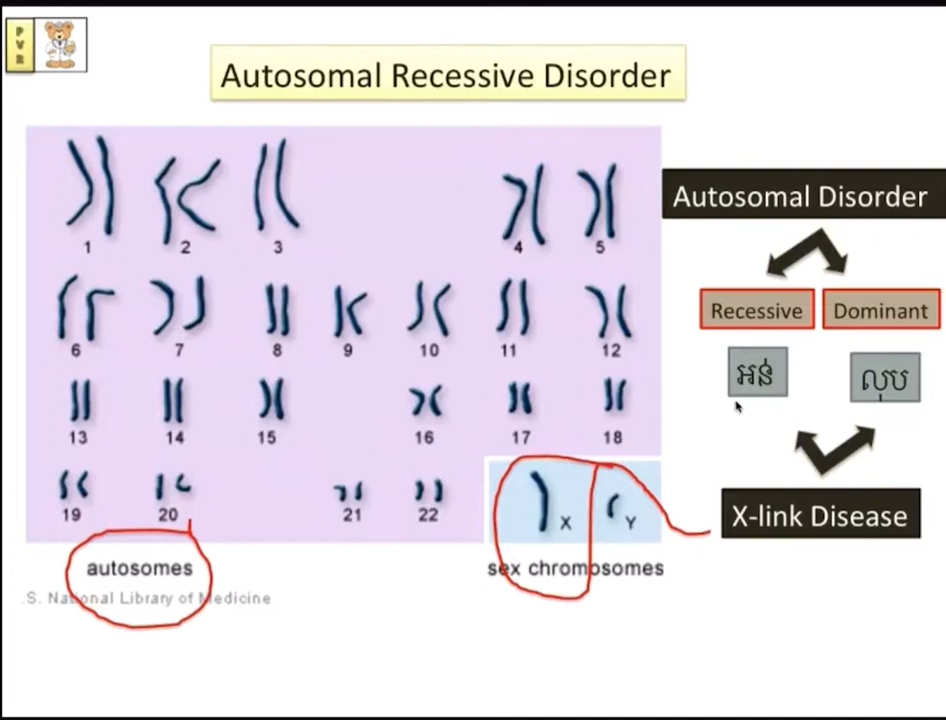 PVR
Autosomal Recessive Disorder
1 2 3 4 5
6 7 8 9 10 11 12
13 14 15 16 17 18
19 20 21 22 X Y
autosomes
sex chromosomes
.S. National Library of Medicine
Autosomal Disorder
Recessive Dominant
អន់ លុប
X-link Disease